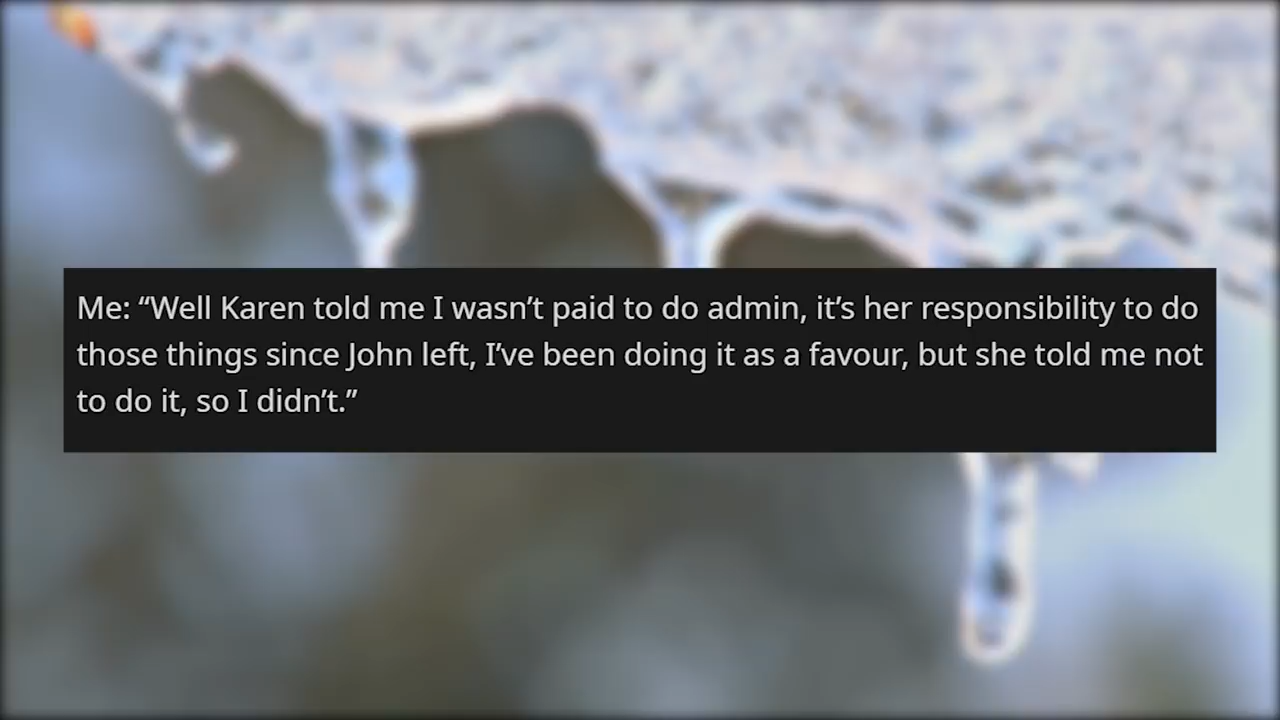 Me: “Well Karen told me I wasn’t paid to do admin, it’s her responsibility to do
those things since John left, I’ve been doing it as a favour, but she told me not
to do it, so I didn’t.”